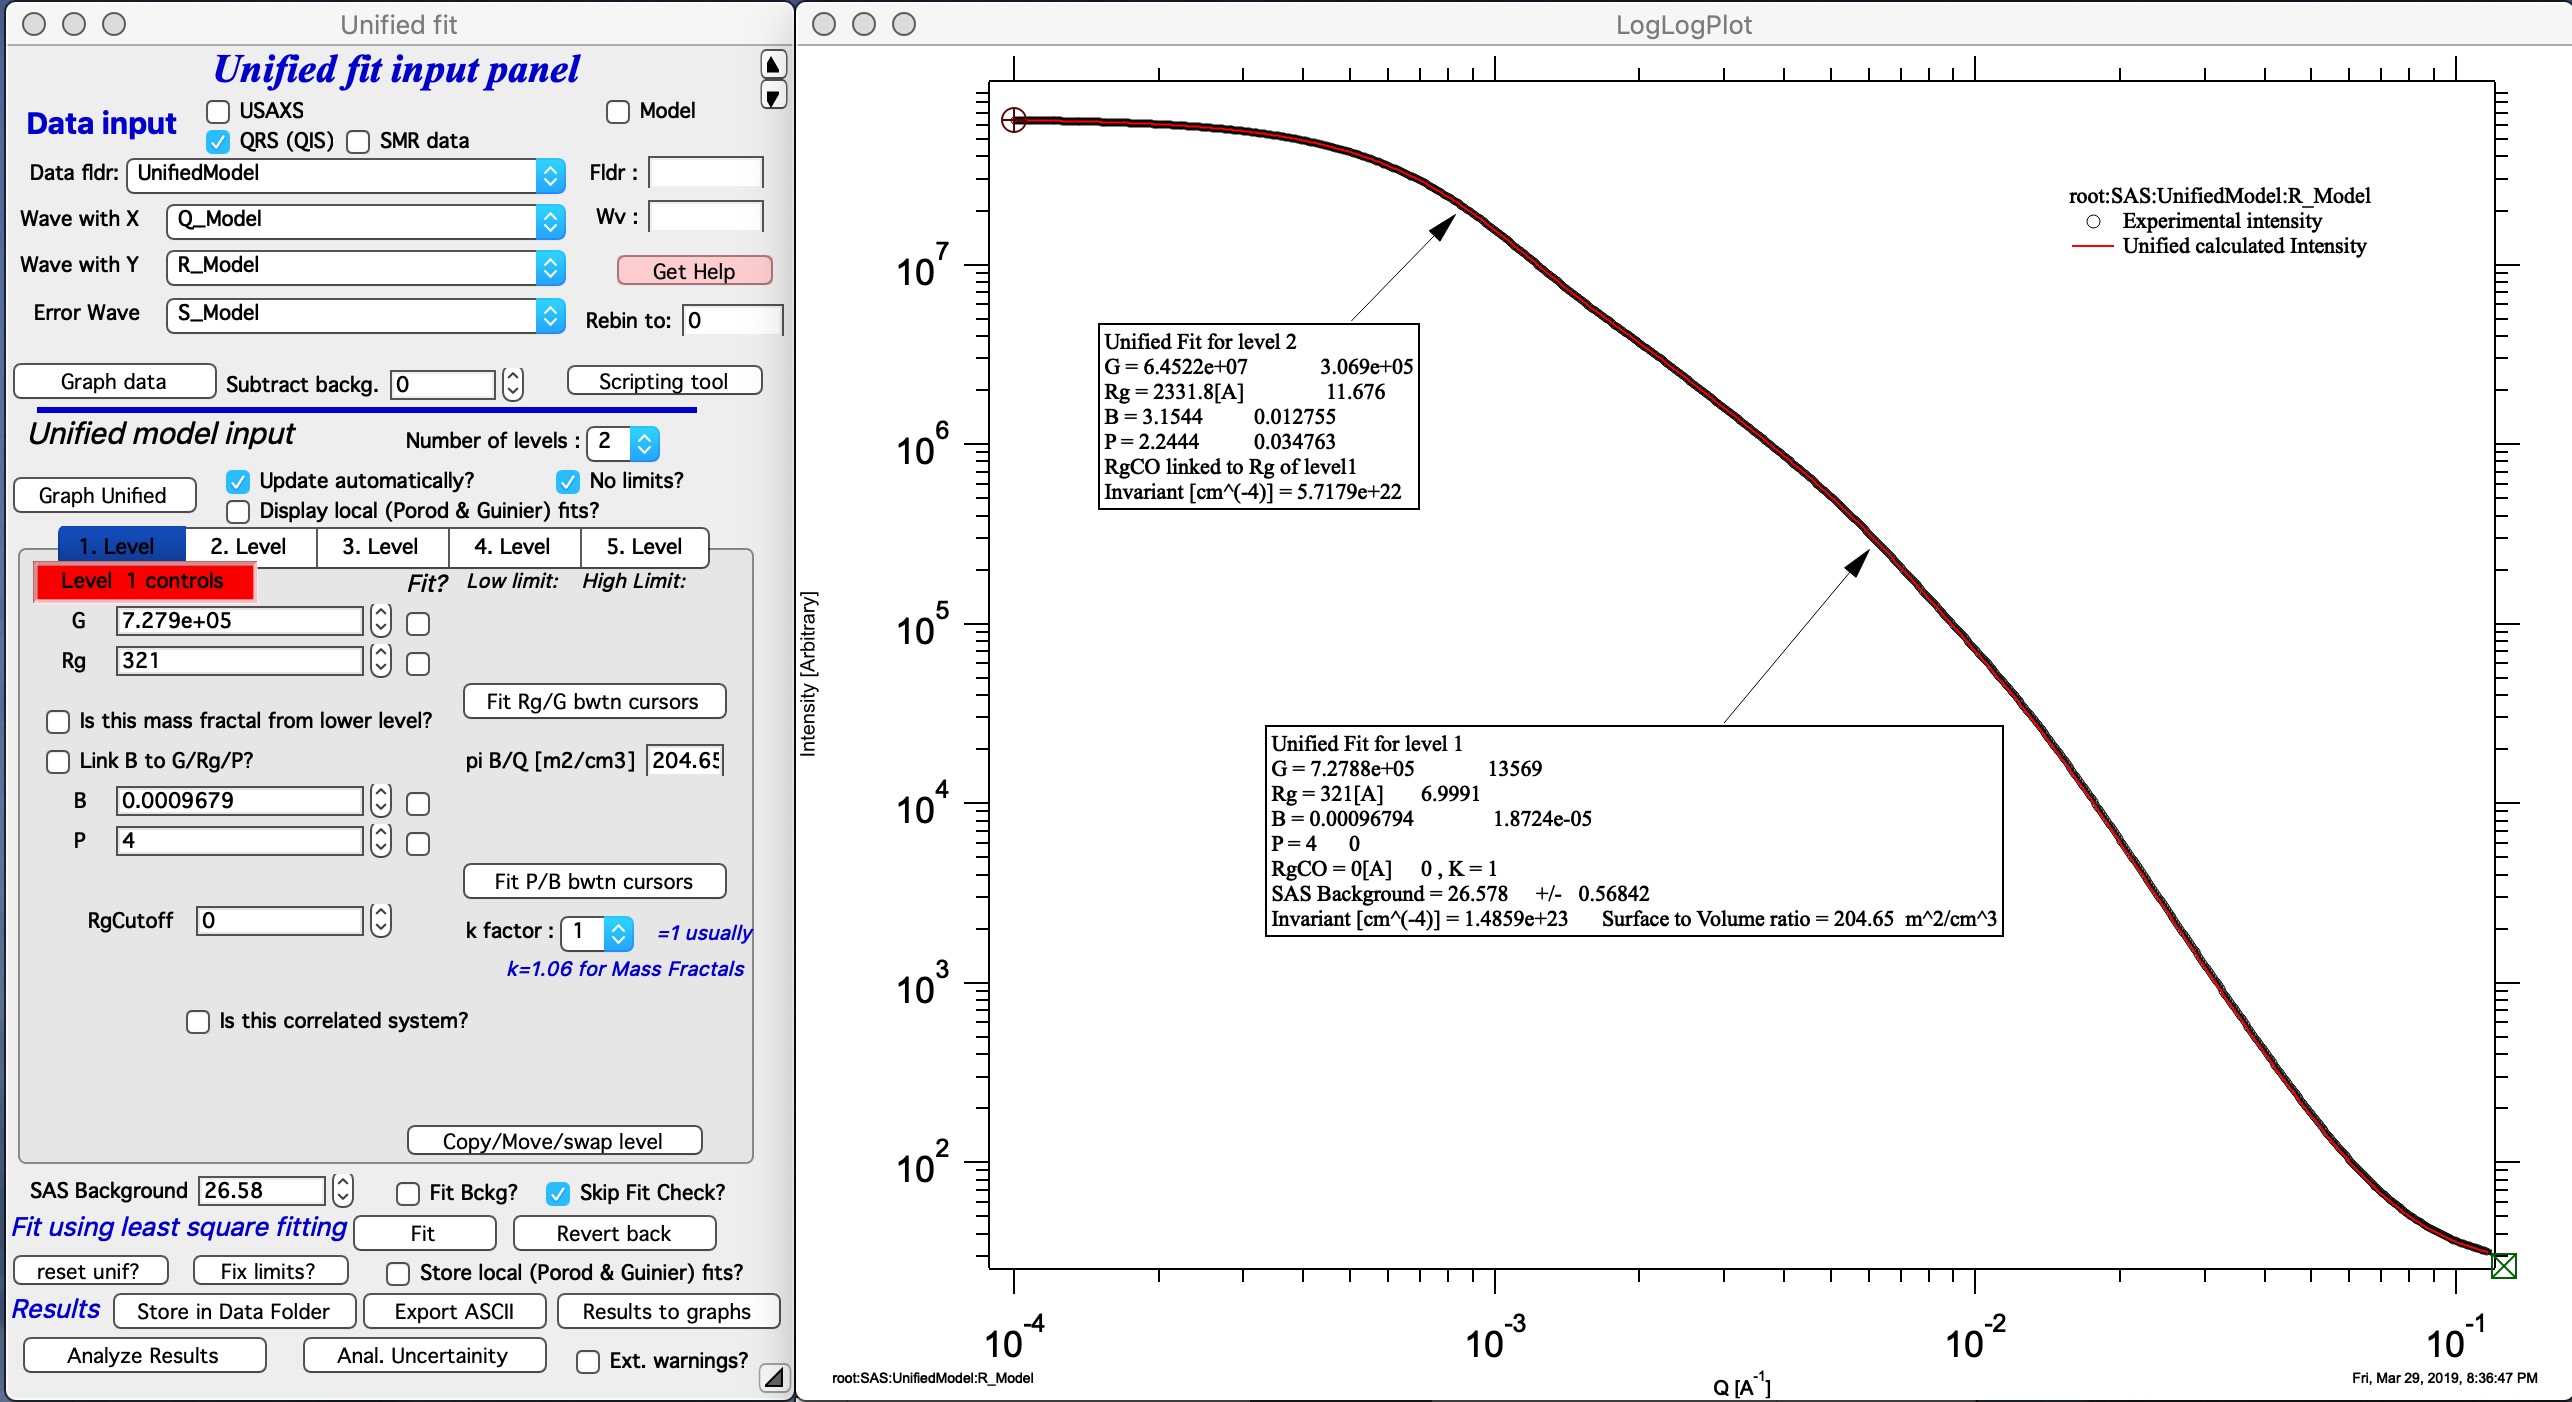 Unified fit
Unified fit input panel
Data input
USAXS
Model
QRS (QIS)
SMR data
Data fldr:
UnifiedModel
Fldr :
Wave with X
Q_Model
Wv :
Wave with Y
R_Model
Get Help
Error Wave
S_Model
Rebin to:
0
Graph data
Subtract backg.
0
Scripting tool
Unified model input
Number of levels :
2
Graph Unified
Update automatically?
No limits?
Display local (Porod & Guinier) fits?
1. Level
2. Level
3. Level
4. Level
5. Level
Level 1 controls
Fit?
Low limit:
High Limit:
G
7.279e+05
Rg
321
Fit Rg/G bwtn cursors
Is this mass fractal from lower level?
Link B to G/Rg/P?
pi B/Q [m2/cm3]
204.65
B
0.0009679
P
4
Fit P/B bwtn cursors
RgCutoff
0
k factor :
1
=1 usually
k=1.06 for Mass Fractals
Is this correlated system?
Copy/Move/swap level
SAS Background
26.58
Fit Bckg?
Skip Fit Check?
Fit using least square fitting
Fit
Revert back
reset unif?
Fix limits?
Store local (Porod & Guinier) fits?
Results
Store in Data Folder
Export ASCII
Results to graphs
Analyze Results
Anal. Uncertainity
Ext. warnings?
LogLogPlot
root:SAS:UnifiedModel:R_Model
Experimental intensity
Unified calculated Intensity
Unified Fit for level 2
G = 6.4522e+07 3.069e+05
Rg = 2331.8[A] 11.676
B = 3.1544 0.012755
P = 2.2444 0.034763
RgCO linked to Rg of level1
Invariant [cm^(-4)] = 5.7179e+22
Unified Fit for level 1
G = 7.2788e+05 13569
Rg = 321[A] 6.9991
B = 0.00096794 1.8724e-05
P = 4 0
RgCO = 0[A] 0 , K = 1
SAS Background = 26.578 +/- 0.56842
Invariant [cm^(-4)] = 1.4859e+23 Surface to Volume ratio = 204.65 m^2/cm^3
Intensity [Arbitrary]
10^7
10^6
10^5
10^4
10^3
10^2
10^-4
10^-3
10^-2
10^-1
Q [A^-1]
root:SAS:UnifiedModel:R_Model
Fri, Mar 29, 2019, 8:36:47 PM